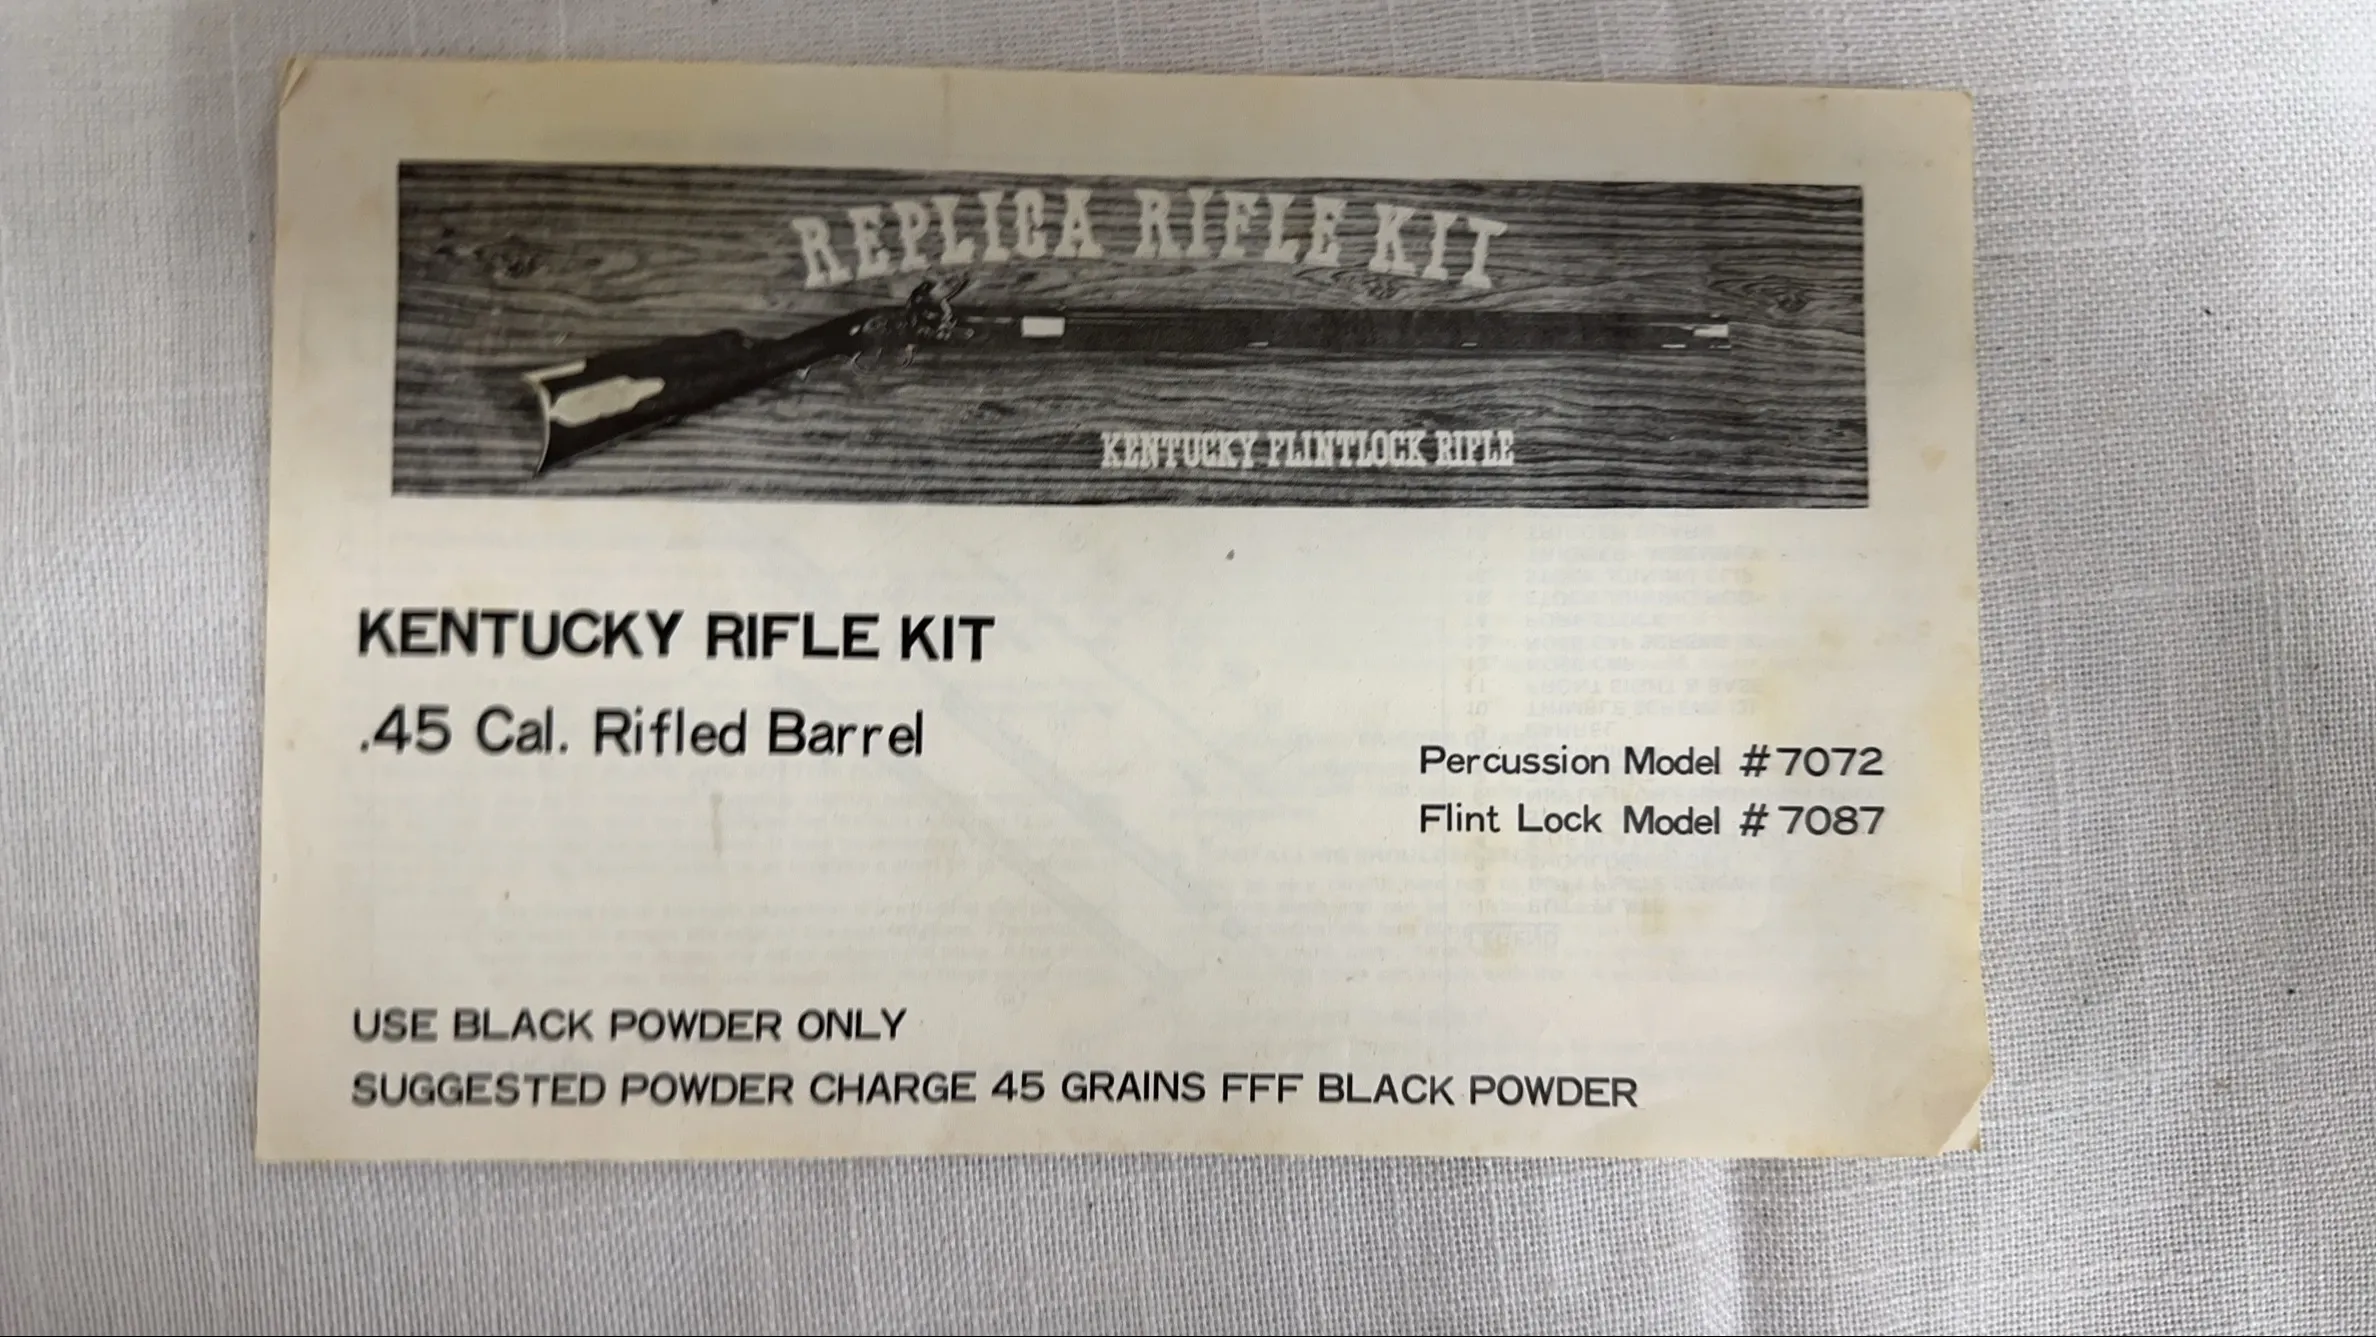 REPLICA RIFLE KIT
KENTUCKY FLINTLOCK RIFLE
KENTUCKY RIFLE KIT
.45 Cal. Rifled Barrel
Percussion Model #7072
Flint Lock Model #7087
USE BLACK POWDER ONLY
SUGGESTED POWDER CHARGE 45 GRAINS FFF BLACK POWDER